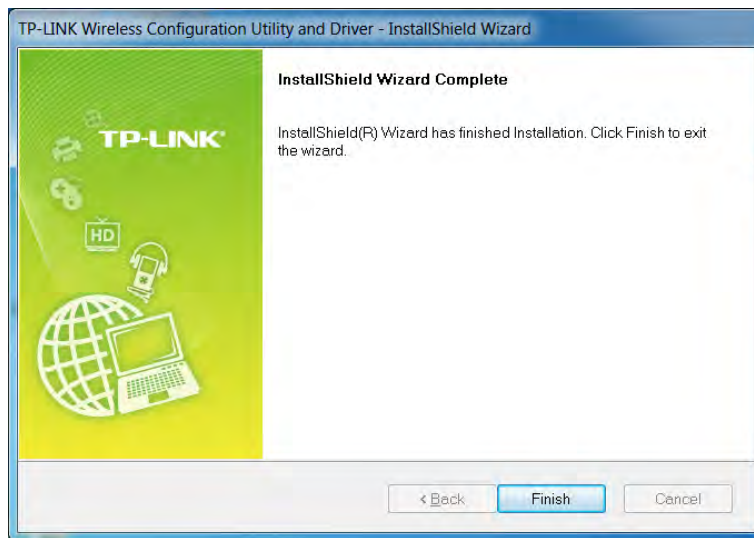 TP-LINK Wireless Configuration Utility and Driver - InstallShield Wizard
TP-LINK®
HD
InstallShield Wizard Complete
InstallShield(R) Wizard has finished Installation. Click Finish to exit
the wizard.
< Back Finish Cancel